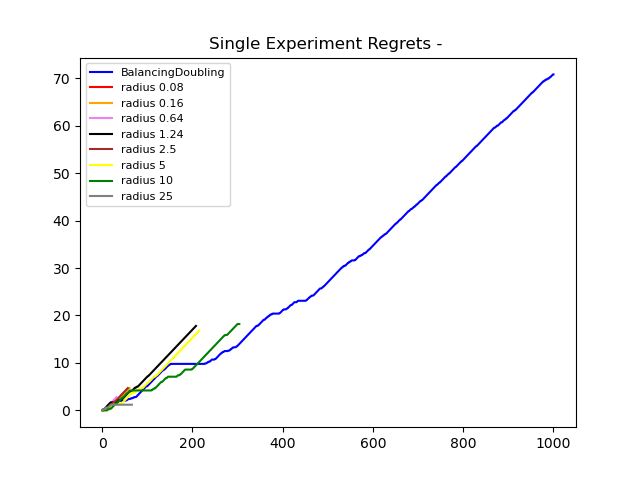 Single Experiment Regrets -
70
60
50
40
30
20
10
0
BalancingDoubling
radius 0.08
radius 0.16
radius 0.64
radius 1.24
radius 2.5
radius 5
radius 10
radius 25
0 200 400 600 800 1000